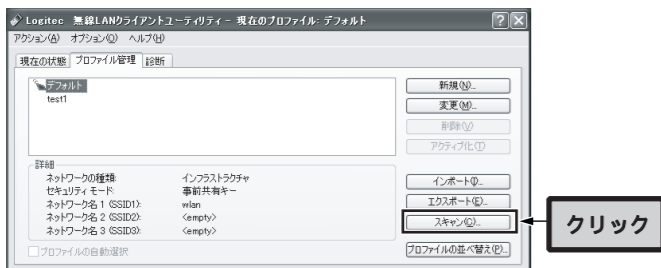 Logitec 無線LANクライアントユーティリティ - 現在のプロファイル: デフォルト
アクション(A) オプション(O) ヘルプ(H)
現在の状態 プロファイル管理 診断
デフォルト
test1
新規(N)...
変更(M)...
削除(V)
アクティブ化(T)
詳細
ネットワークの種類: インフラストラクチャ
セキュリティ モード: 事前共有キー
ネットワーク名 1 (SSID1): wlan
ネットワーク名 2 (SSID2): <empty>
ネットワーク名 3 (SSID3): <empty>
インポート(I)...
エクスポート(E)...
スキャン(C)...
クリック
プロファイルの自動選択
プロファイルの並べ替え(P)...